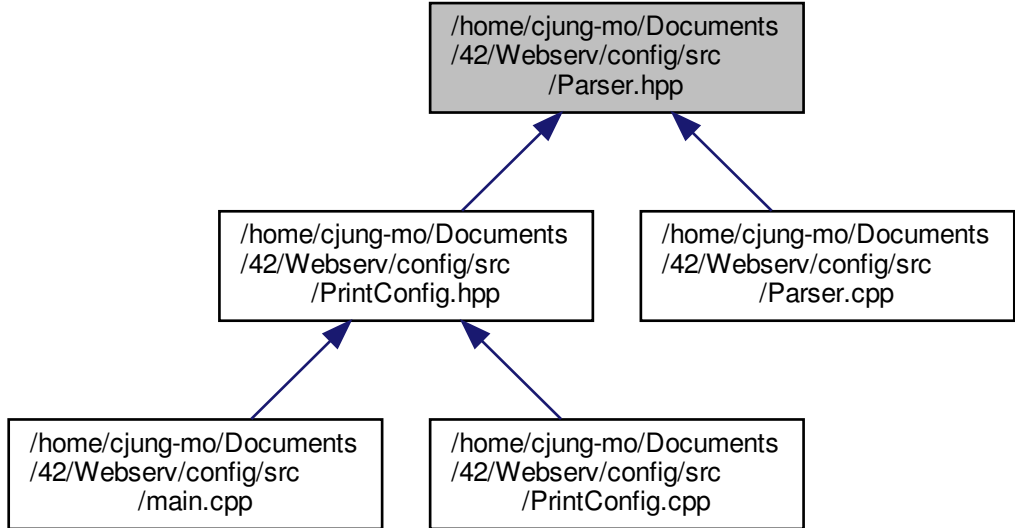 /home/cjung-mo/Documents
/42/Webserv/config/src
/Parser.hpp
/home/cjung-mo/Documents
/42/Webserv/config/src
/PrintConfig.hpp
/home/cjung-mo/Documents
/42/Webserv/config/src
/Parser.cpp
/home/cjung-mo/Documents
/42/Webserv/config/src
/main.cpp
/home/cjung-mo/Documents
/42/Webserv/config/src
/PrintConfig.cpp